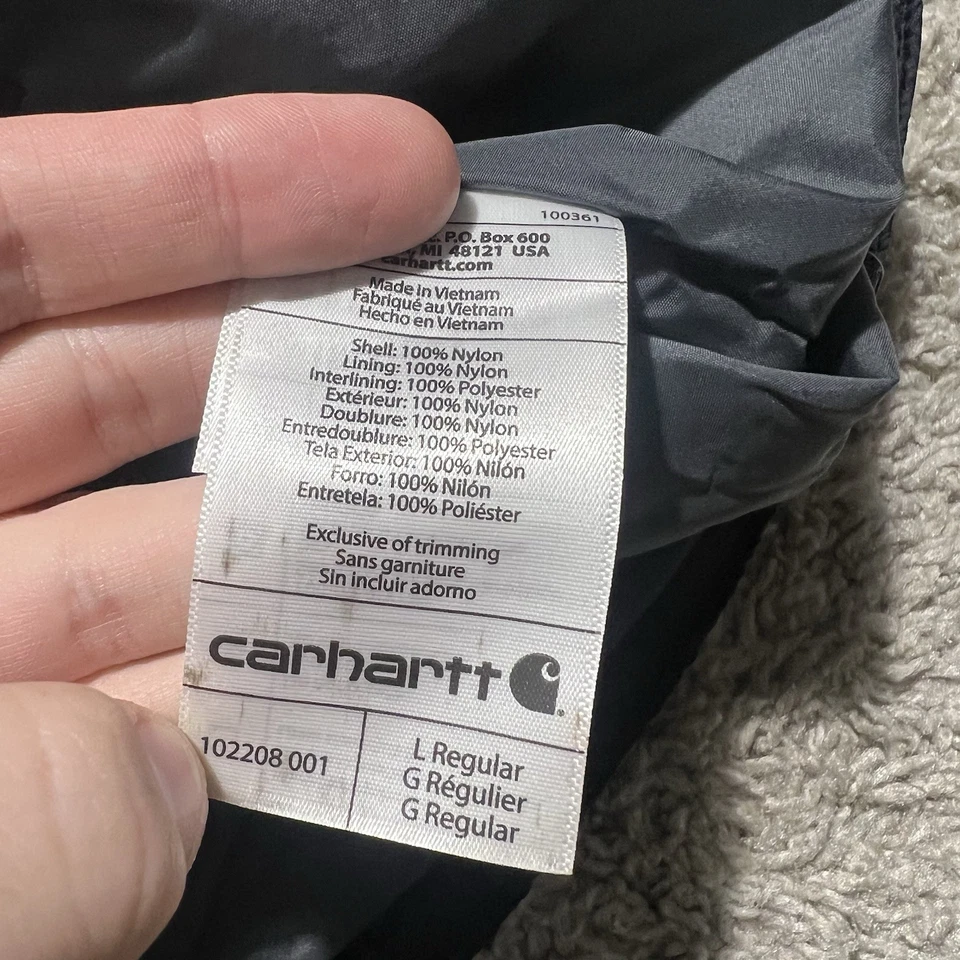 100361
P.O. Box 600
MI 48121 USA
carhartt.com
Made In Vietnam
Fabriqué au Vietnam
Hecho en Vietnam
Shell: 100% Nylon
Lining: 100% Nylon
Interlining: 100% Polyester
Extérieur: 100% Nylon
Doublure: 100% Nylon
Entredoublure: 100% Polyester
Tela Exterior: 100% Nilón
Forro: 100% Nilón
Entretela: 100% Poliéster
Exclusive of trimming
Sans garniture
Sin incluir adorno
carhartt
102208 001
L Regular
G Régulier
G Regular